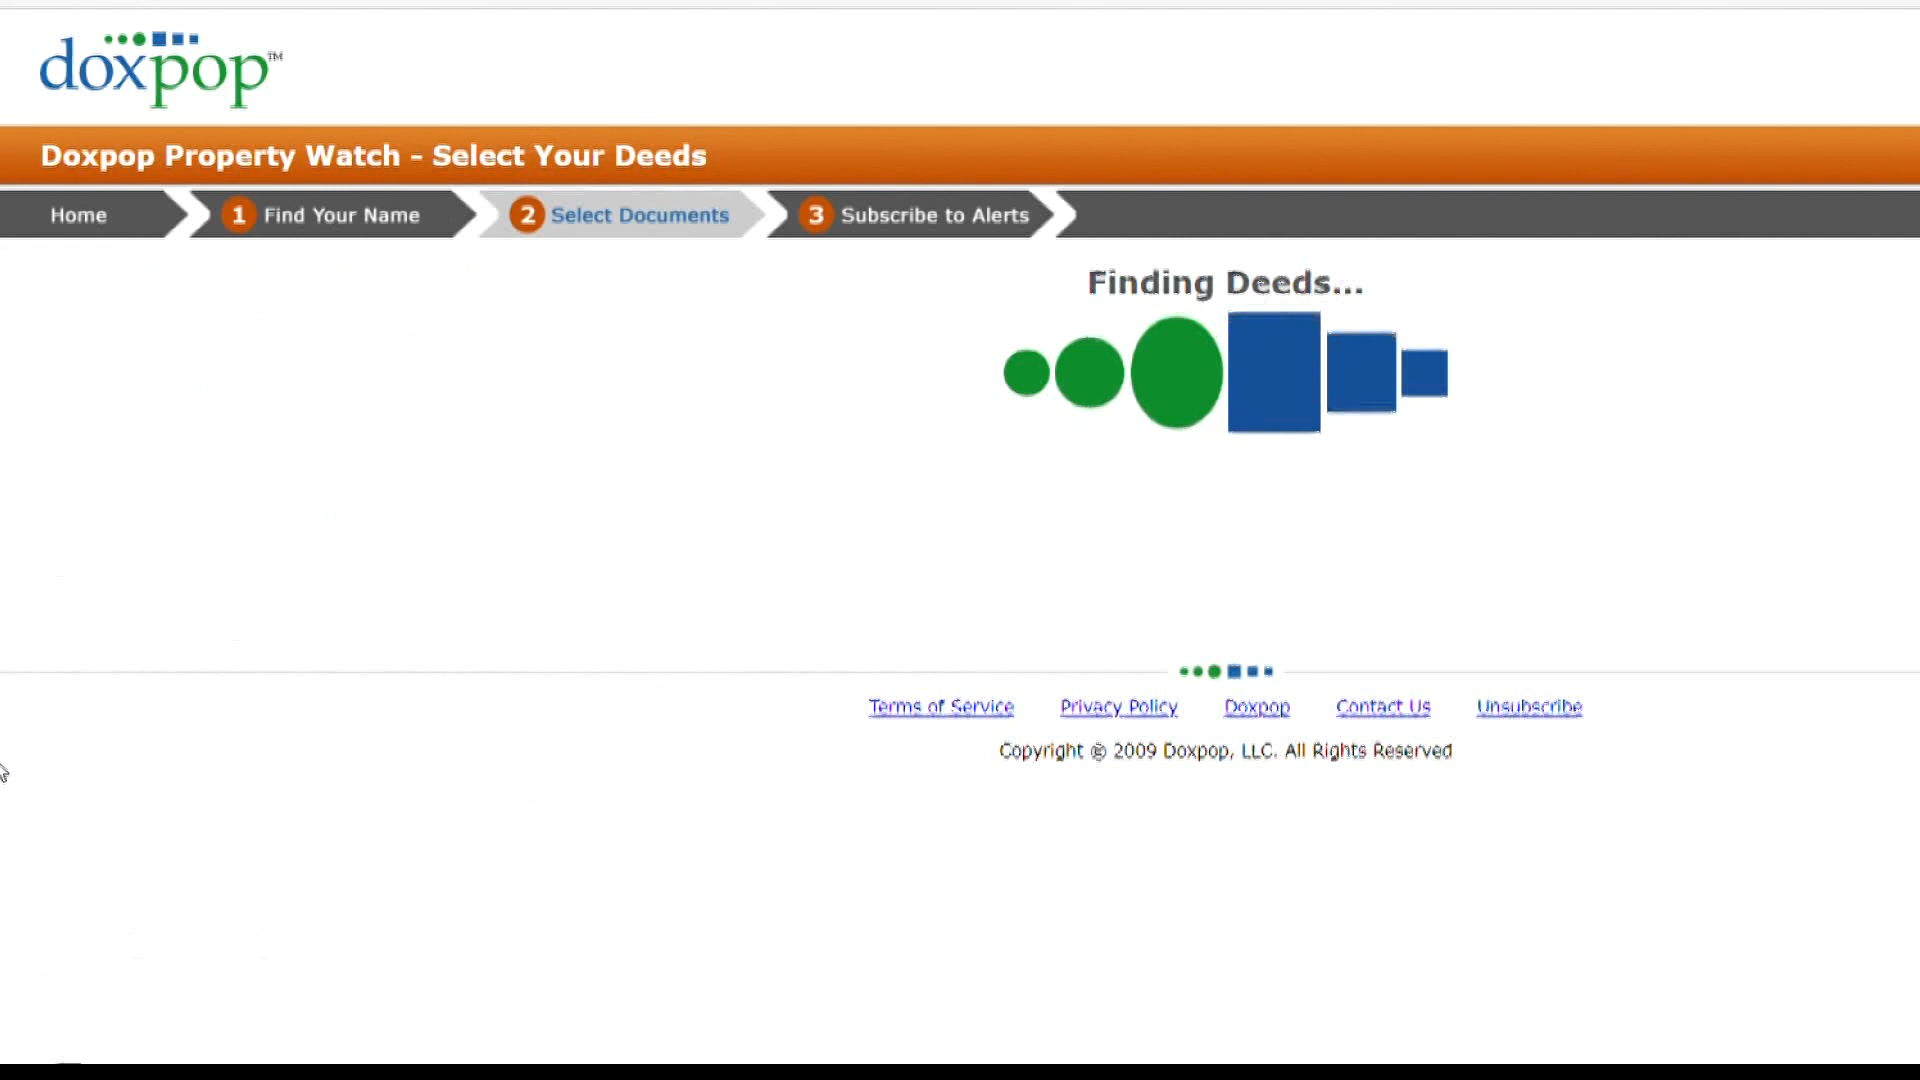 doxpop™
Doxpop Property Watch - Select Your Deeds
Home 1 Find Your Name 2 Select Documents 3 Subscribe to Alerts
Finding Deeds...
Terms of Service Privacy Policy Doxpop Contact Us Unsubscribe
Copyright © 2009 Doxpop, LLC. All Rights Reserved